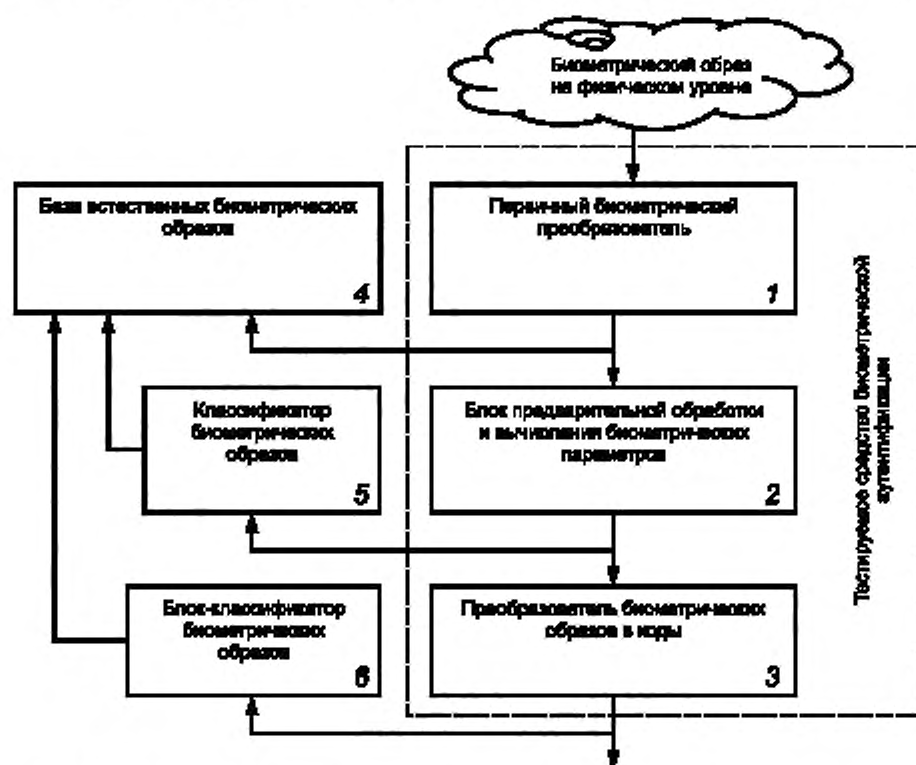 Биометрический образ
на физическом уровне
База естественных биометрических
образов
4
Первичный биометрический
преобразователь
1
Классификатор
биометрических
образов
5
Блок предварительной обработки
и вычисления биометрических
параметров
2
Блок-классификатор
биометрических
образов
6
Преобразователь биометрических
образов в коды
3
Тестируемое средство биометрической
аутентификации